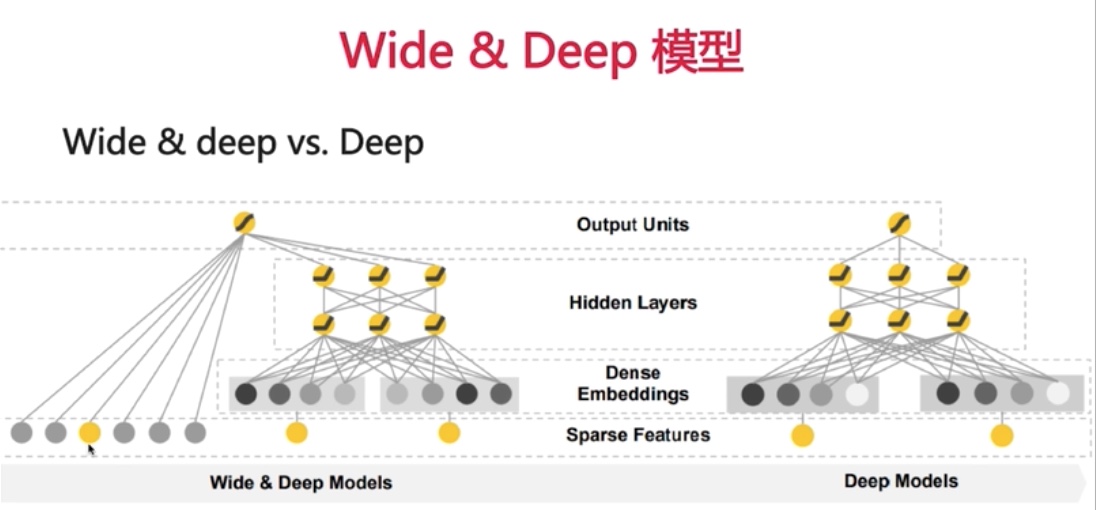 Wide & Deep 模型
Wide & deep vs. Deep
Output Units
Hidden Layers
Dense
Embeddings
Sparse Features
Wide & Deep Models
Deep Models